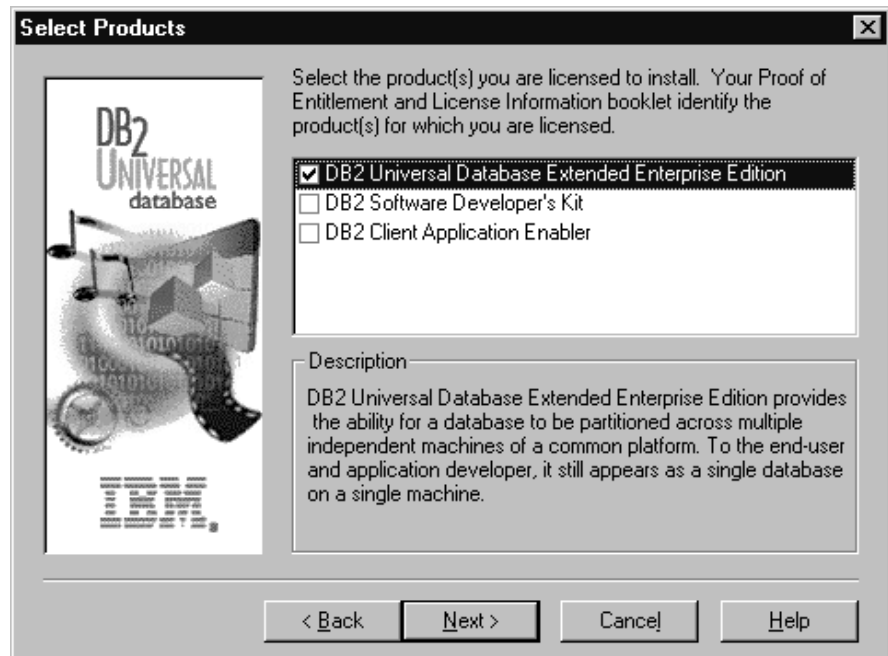 Select Products
DB2
UNIVERSAL
database
IBM
Select the product(s) you are licensed to install. Your Proof of
Entitlement and License Information booklet identify the
product(s) for which you are licensed.
DB2 Universal Database Extended Enterprise Edition
DB2 Software Developer's Kit
DB2 Client Application Enabler
Description
DB2 Universal Database Extended Enterprise Edition provides
the ability for a database to be partitioned across multiple
independent machines of a common platform. To the end-user
and application developer, it still appears as a single database
on a single machine.
< Back
Next >
Cancel
Help